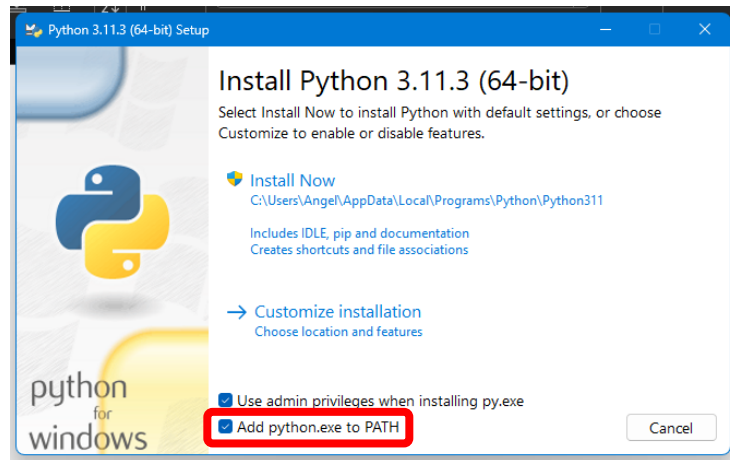 Python 3.11.3 (64-bit) Setup
Install Python 3.11.3 (64-bit)
Select Install Now to install Python with default settings, or choose
Customize to enable or disable features.
Install Now
C:\Users\Angel\AppData\Local\Programs\Python\Python311
Includes IDLE, pip and documentation
Creates shortcuts and file associations
Customize installation
Choose location and features
python
for
windows
Use admin privileges when installing py.exe
Add python.exe to PATH
Cancel